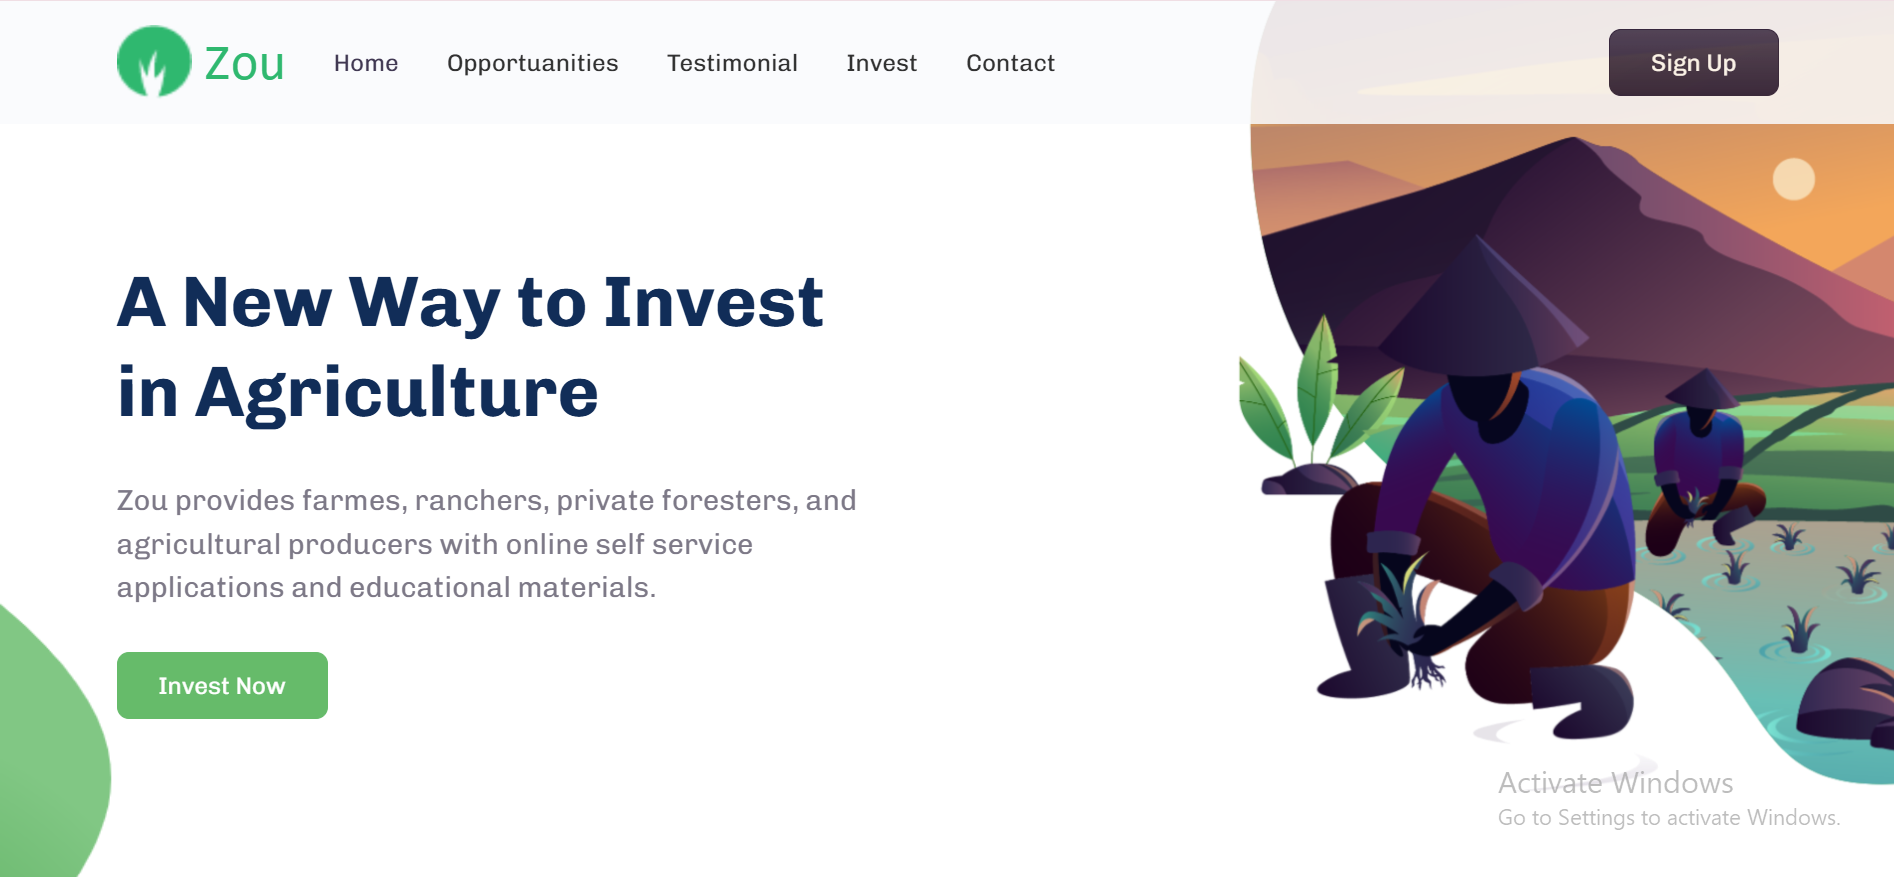 Zou Home Opportuanities Testimonial Invest Contact Sign Up
A New Way to Invest
in Agriculture
Zou provides farmes, ranchers, private foresters, and
agricultural producers with online self service
applications and educational materials.
Invest Now
Activate Windows
Go to Settings to activate Windows.